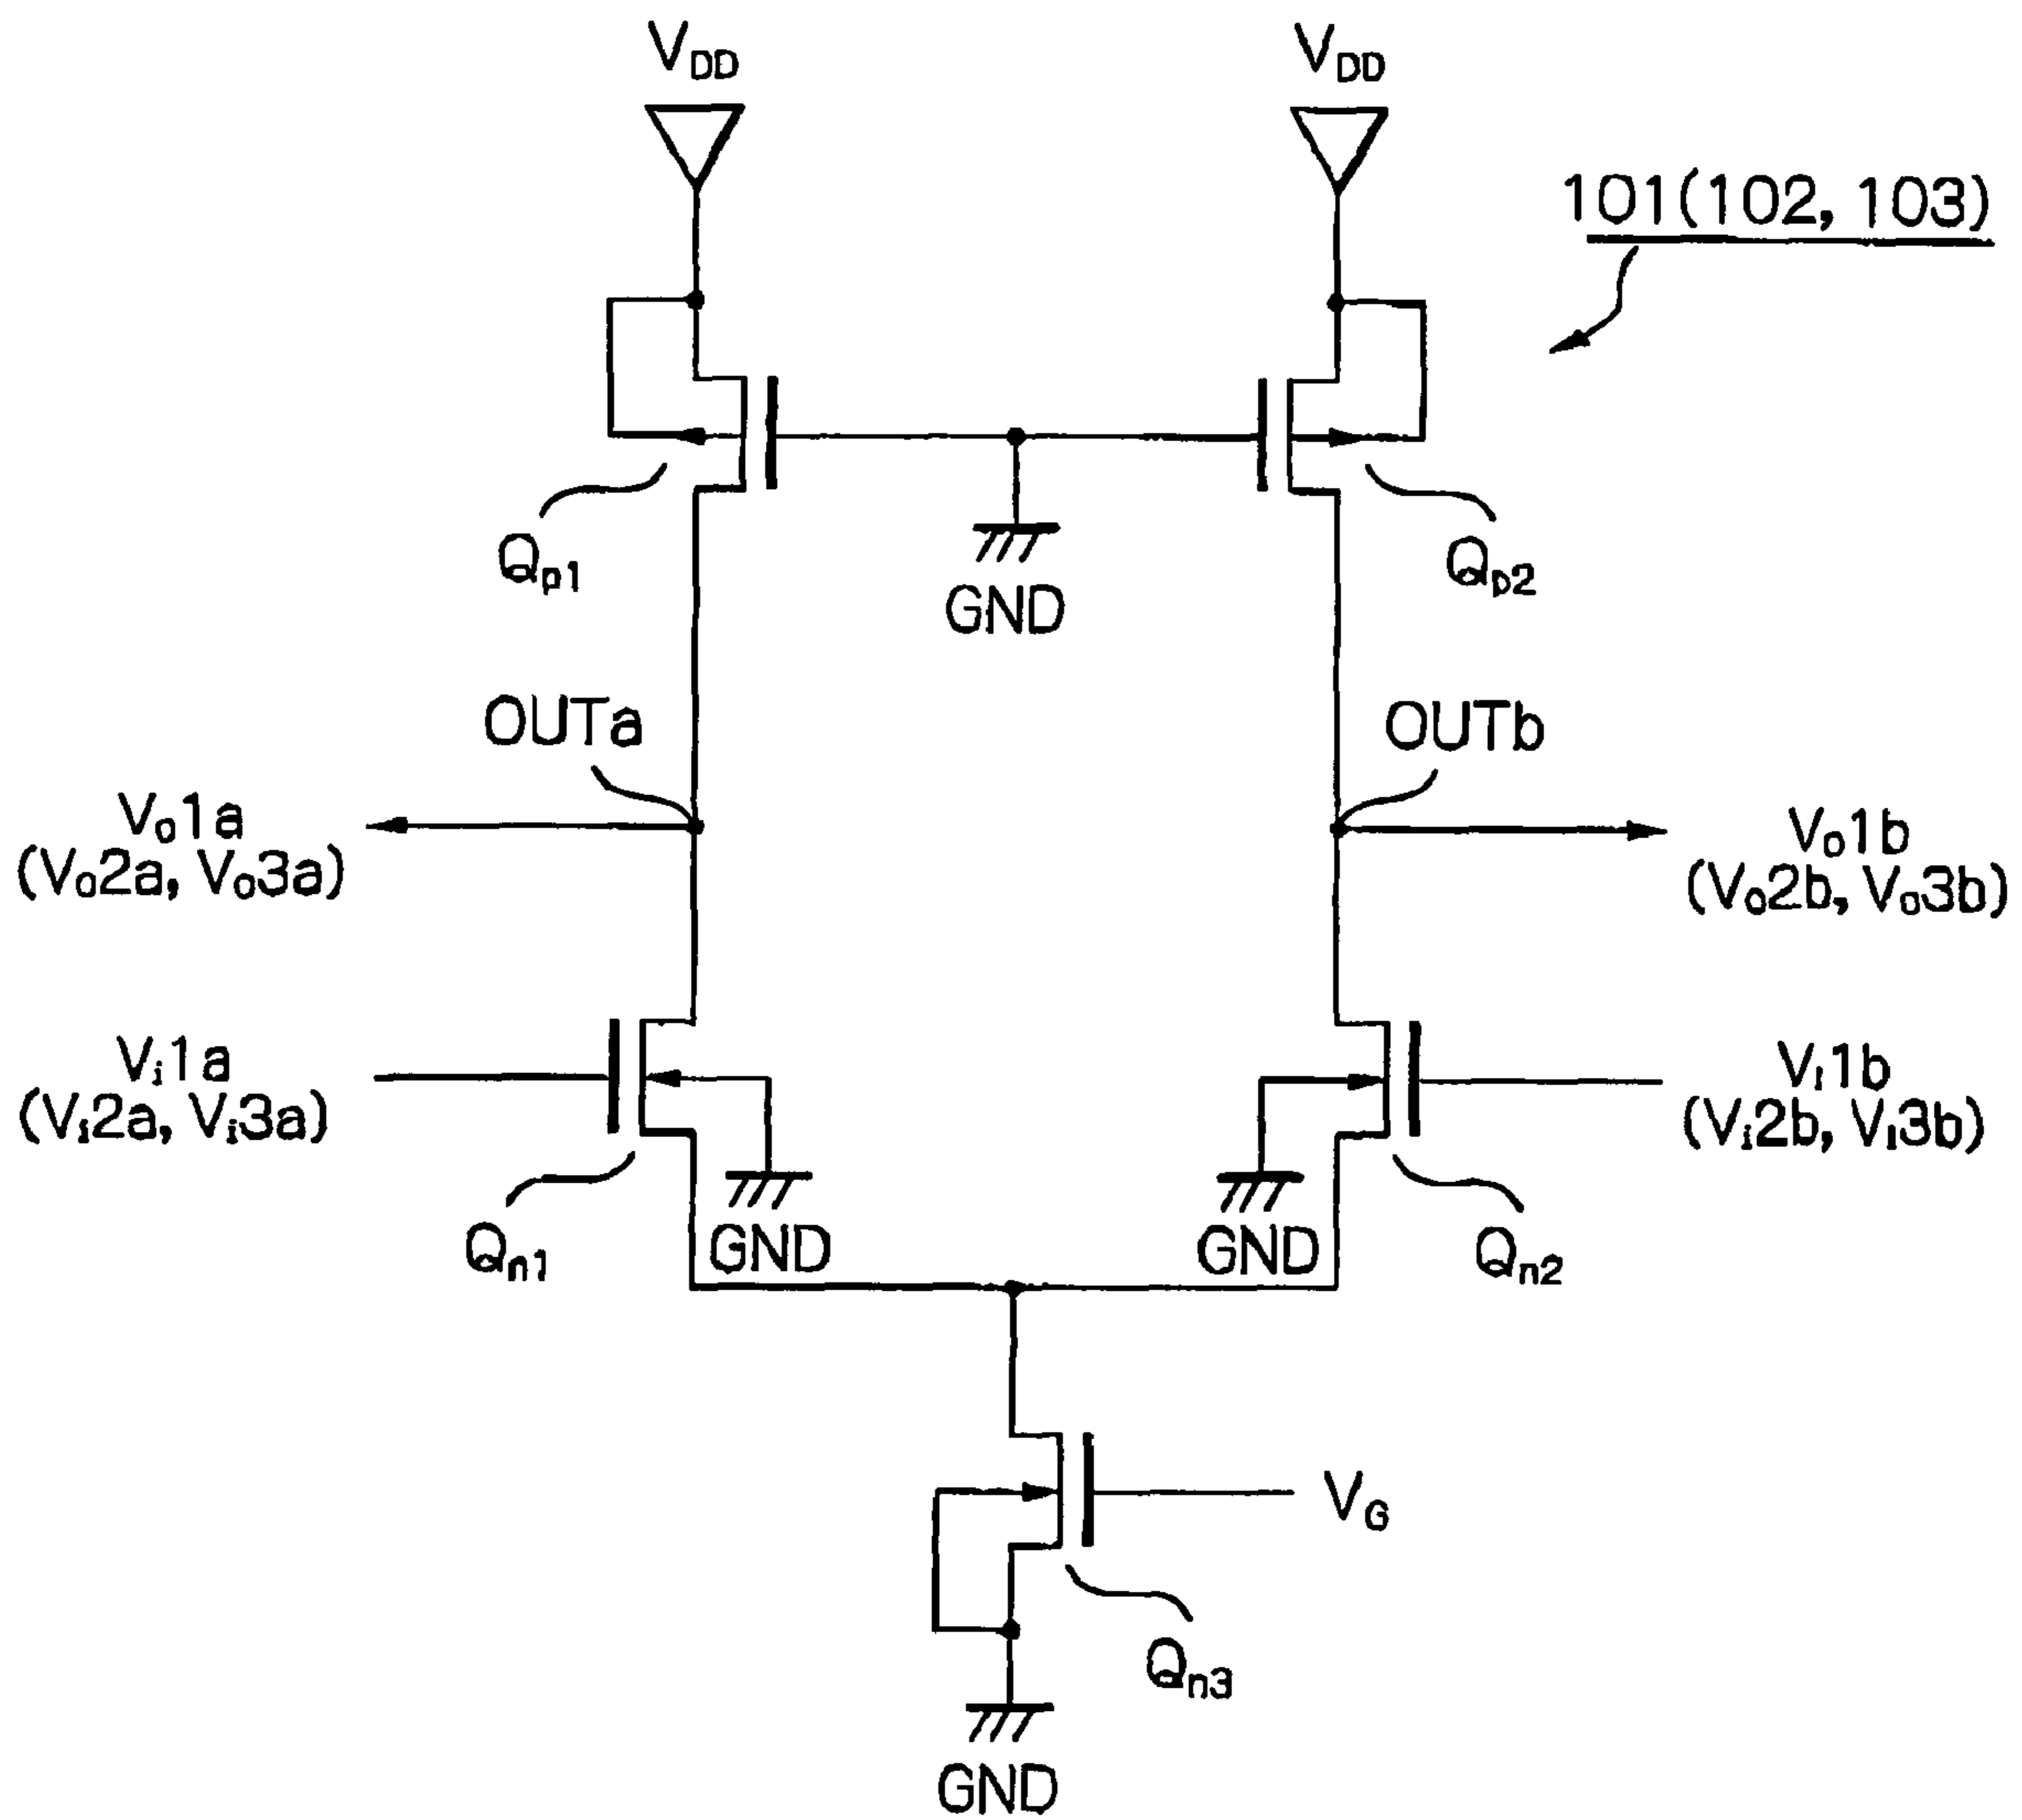 VDD
VDD
101(102, 103)
Qp1
GND
Qp2
OUTa
OUTb
Vo1a
(Vo2a, Vo3a)
Vo1b
(Vo2b, Vo3b)
Vi1a
(Vi2a, Vi3a)
Vi1b
(Vi2b, Vi3b)
Qn1
GND
GND
Qn2
VG
Qn3
GND